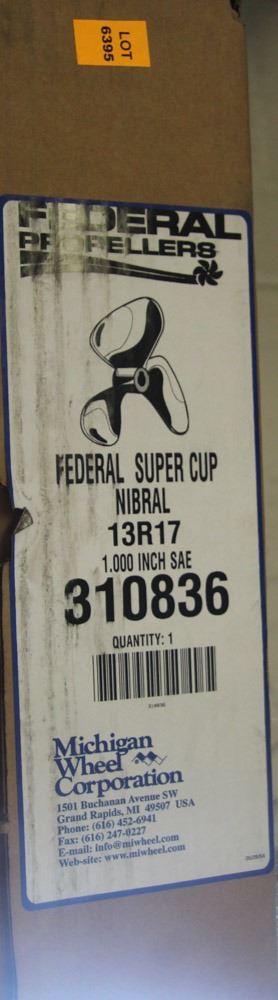 LOT
6395
FEDERAL
PROPELLERS
FEDERAL SUPER CUP
NIBRAL
13R17
1.000 INCH SAE
310836
QUANTITY: 1
Michigan
Wheel
Corporation
1501 Buchanan Avenue SW
Grand Rapids, MI 49507 USA
Phone: (616) 452-6941
Fax: (616) 247-0227
E-mail: info@miwheel.com
Web-site: www.miwheel.com